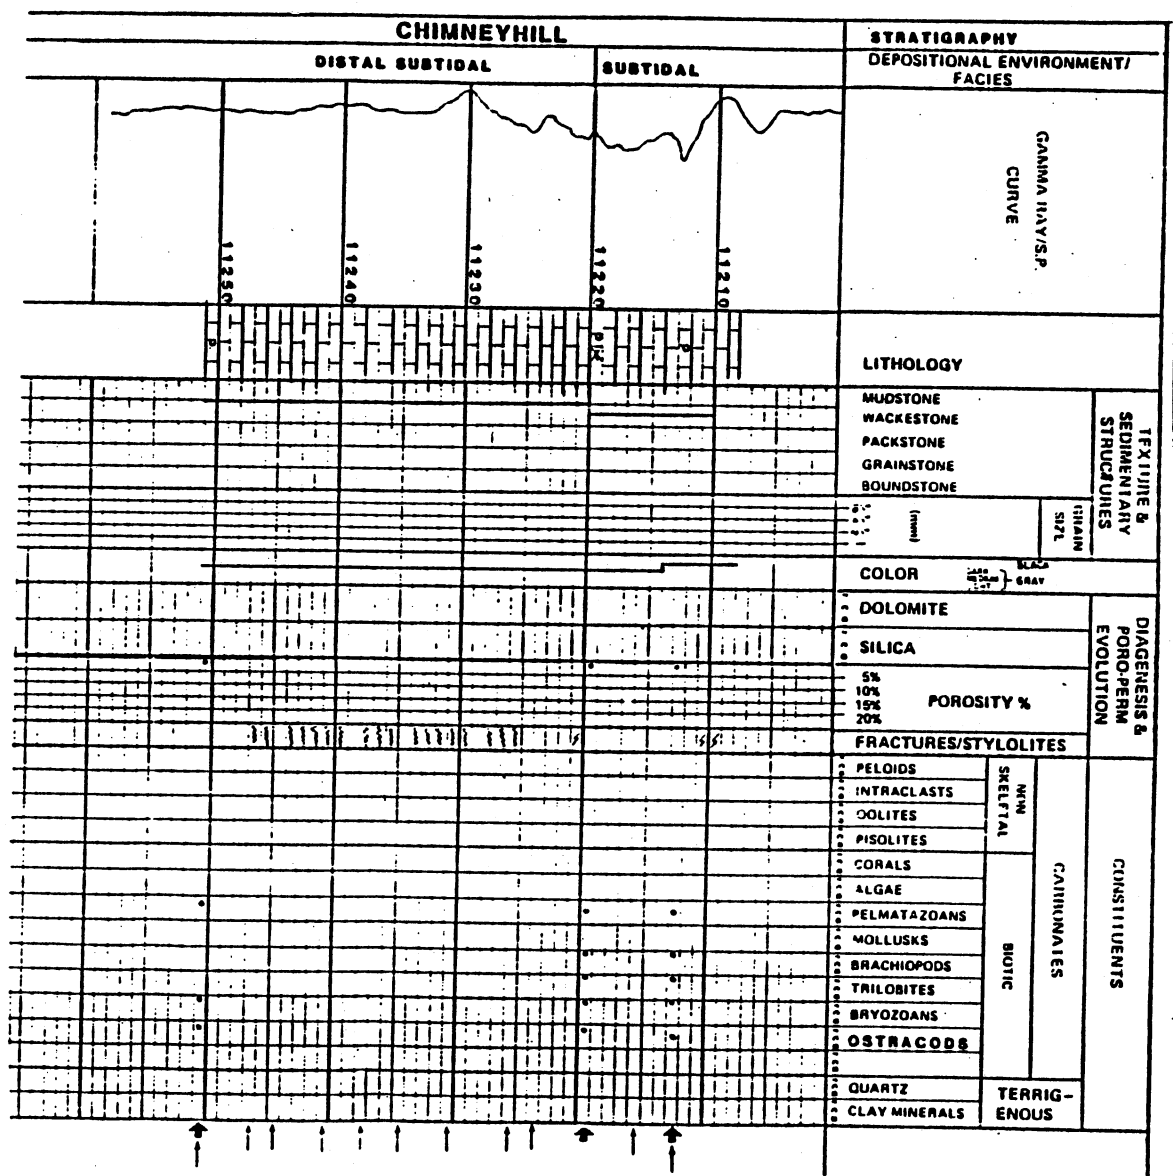 CHIMNEYHILL
STRATIGRAPHY
DISTAL SUBTIDAL
SUBTIDAL
DEPOSITIONAL ENVIRONMENT/
FACIES
GAMMA RAY/S.P.
CURVE
11250
11240
11230
11220
11210
LITHOLOGY
P
P
P
MUDSTONE
WACKESTONE
PACKSTONE
GRAINSTONE
BOUNDSTONE
TEXTURE &
SEDIMENTARY
STRUCTURES
(mm)
GRAIN
SIZE
COLOR
BLACK
GRAY
DOLOMITE
SILICA
5%
10%
15%
20%
POROSITY %
FRACTURES/STYLOLITES
DIAGENESIS &
PORO-PERM
EVOLUTION
PELOIDS
INTRACLASTS
OOLITES
PISOLITES
NON
SKELETAL
CORALS
ALGAE
PELMATAZOANS
MOLLUSKS
BRACHIOPODS
TRILOBITES
BRYOZOANS
OSTRACODS
BIOTIC
CARBONATES
CONSTITUENTS
QUARTZ
CLAY MINERALS
TERRIG-
ENOUS